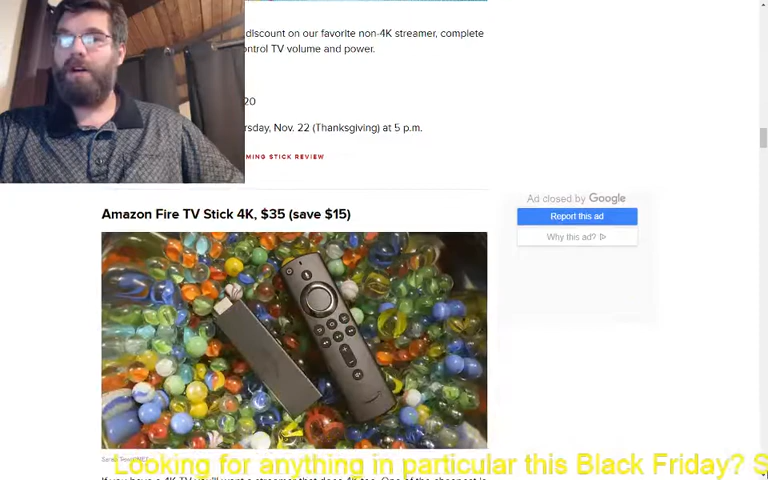 discount on our favorite non-4K streamer, complete
ontrol TV volume and power.
20
rsday, Nov. 22 (Thanksgiving) at 5 p.m.
MING STICK REVIEW
Ad closed by Google
Report this ad
Why this ad?
Amazon Fire TV Stick 4K, $35 (save $15)
Looking for anything in particular this Black Friday? S